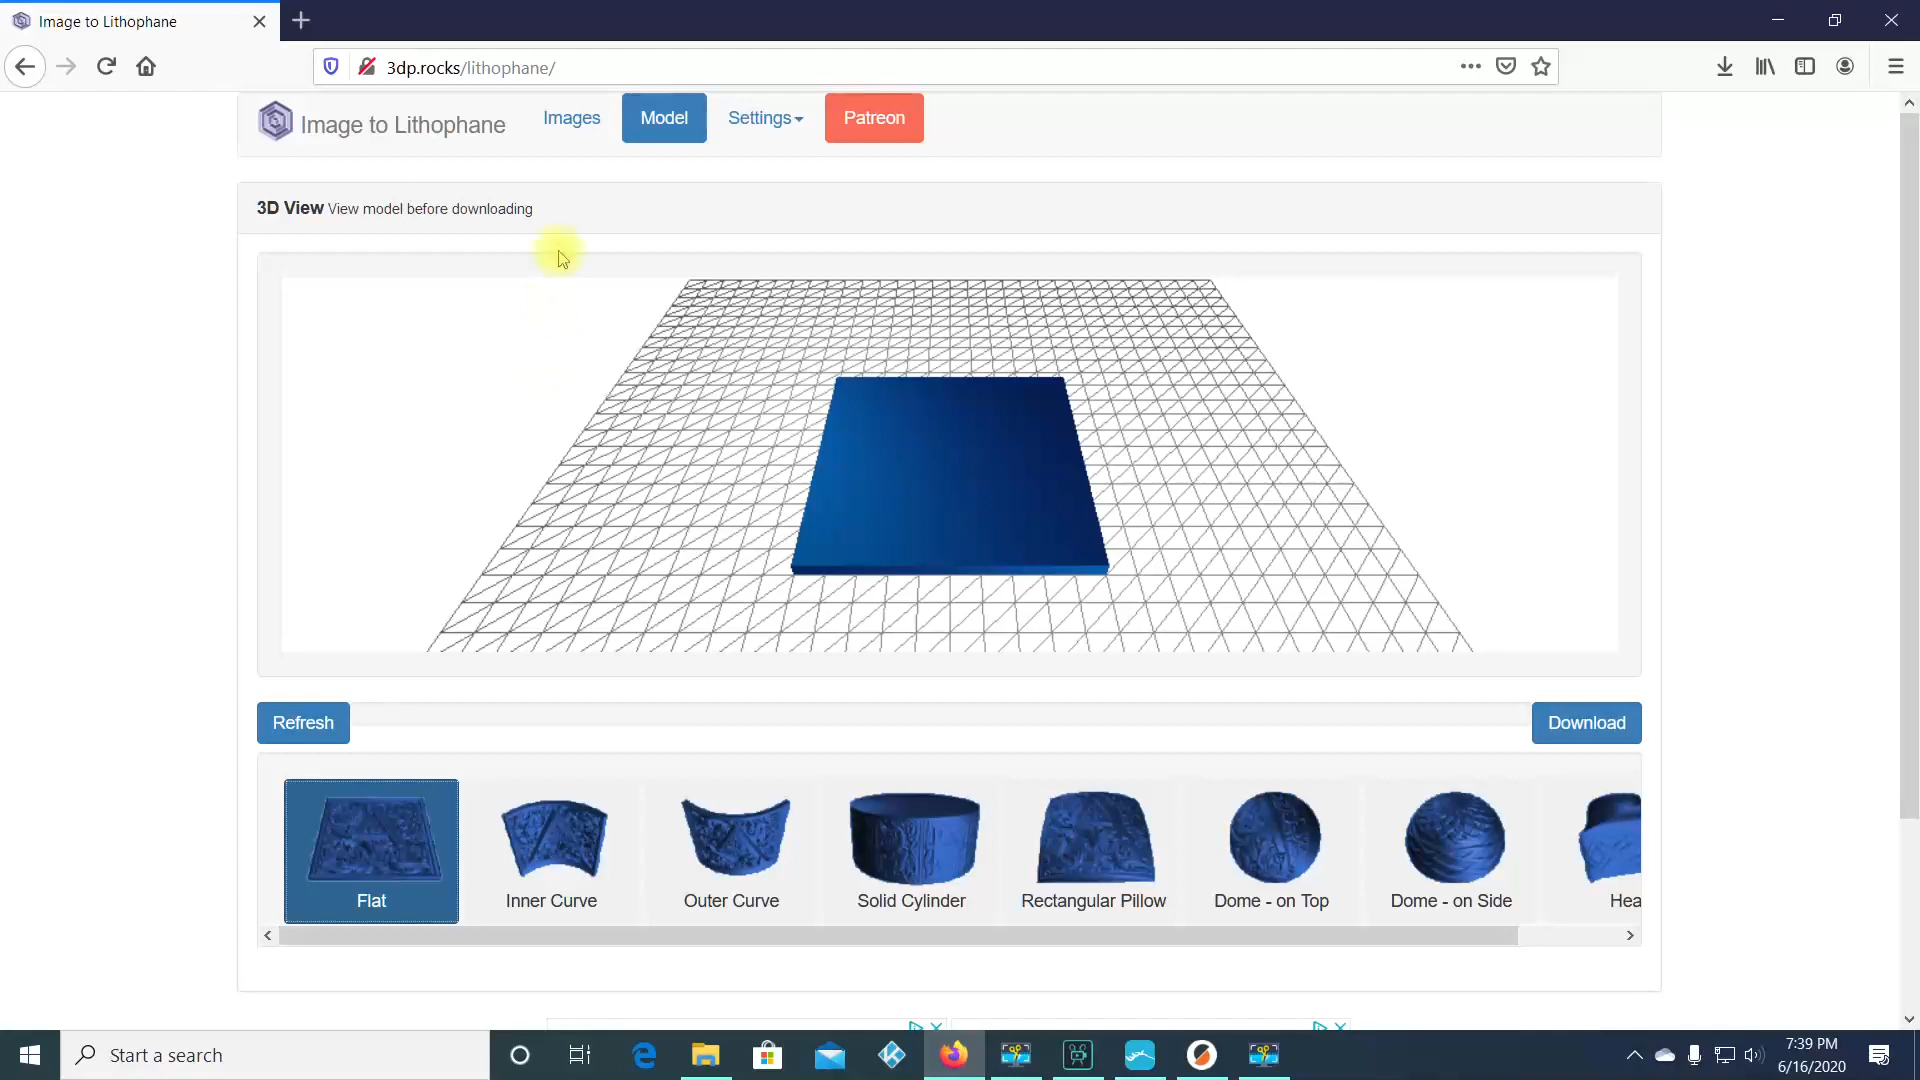 Image to Lithophane
3dp.rocks/lithophane/
Image to Lithophane
Images
Model
Settings
Patreon
3D View View model before downloading
Refresh
Download
Flat
Inner Curve
Outer Curve
Solid Cylinder
Rectangular Pillow
Dome - on Top
Dome - on Side
Hea
Start a search
7:39 PM
6/16/2020